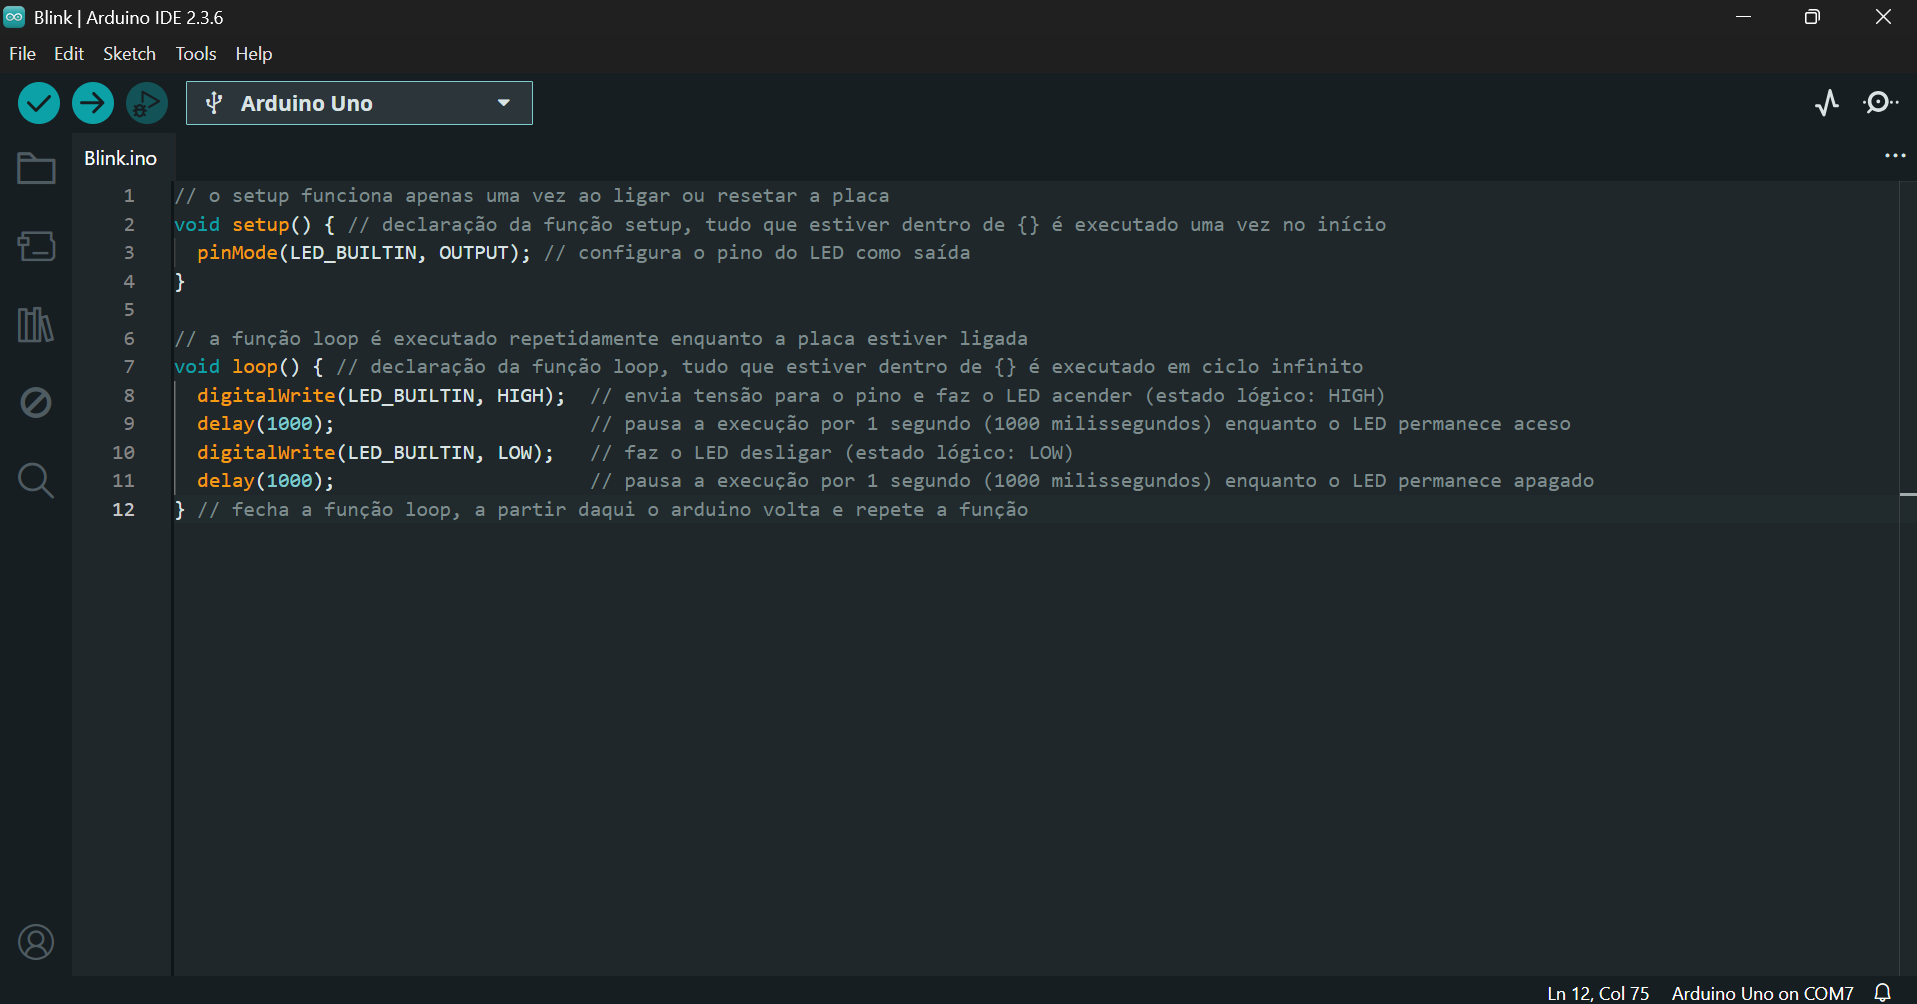 Blink | Arduino IDE 2.3.6
File Edit Sketch Tools Help
Arduino Uno
Blink.ino
1 // o setup funciona apenas uma vez ao ligar ou resetar a placa
2 void setup() { // declaração da função setup, tudo que estiver dentro de {} é executado uma vez no início
3 pinMode(LED_BUILTIN, OUTPUT); // configura o pino do LED como saída
4 }
5
6 // a função loop é executado repetidamente enquanto a placa estiver ligada
7 void loop() { // declaração da função loop, tudo que estiver dentro de {} é executado em ciclo infinito
8 digitalWrite(LED_BUILTIN, HIGH); // envia tensão para o pino e faz o LED acender (estado lógico: HIGH)
9 delay(1000); // pausa a execução por 1 segundo (1000 milissegundos) enquanto o LED permanece aceso
10 digitalWrite(LED_BUILTIN, LOW); // faz o LED desligar (estado lógico: LOW)
11 delay(1000); // pausa a execução por 1 segundo (1000 milissegundos) enquanto o LED permanece apagado
12 } // fecha a função loop, a partir daqui o arduino volta e repete a função
Ln 12, Col 75 Arduino Uno on COM7